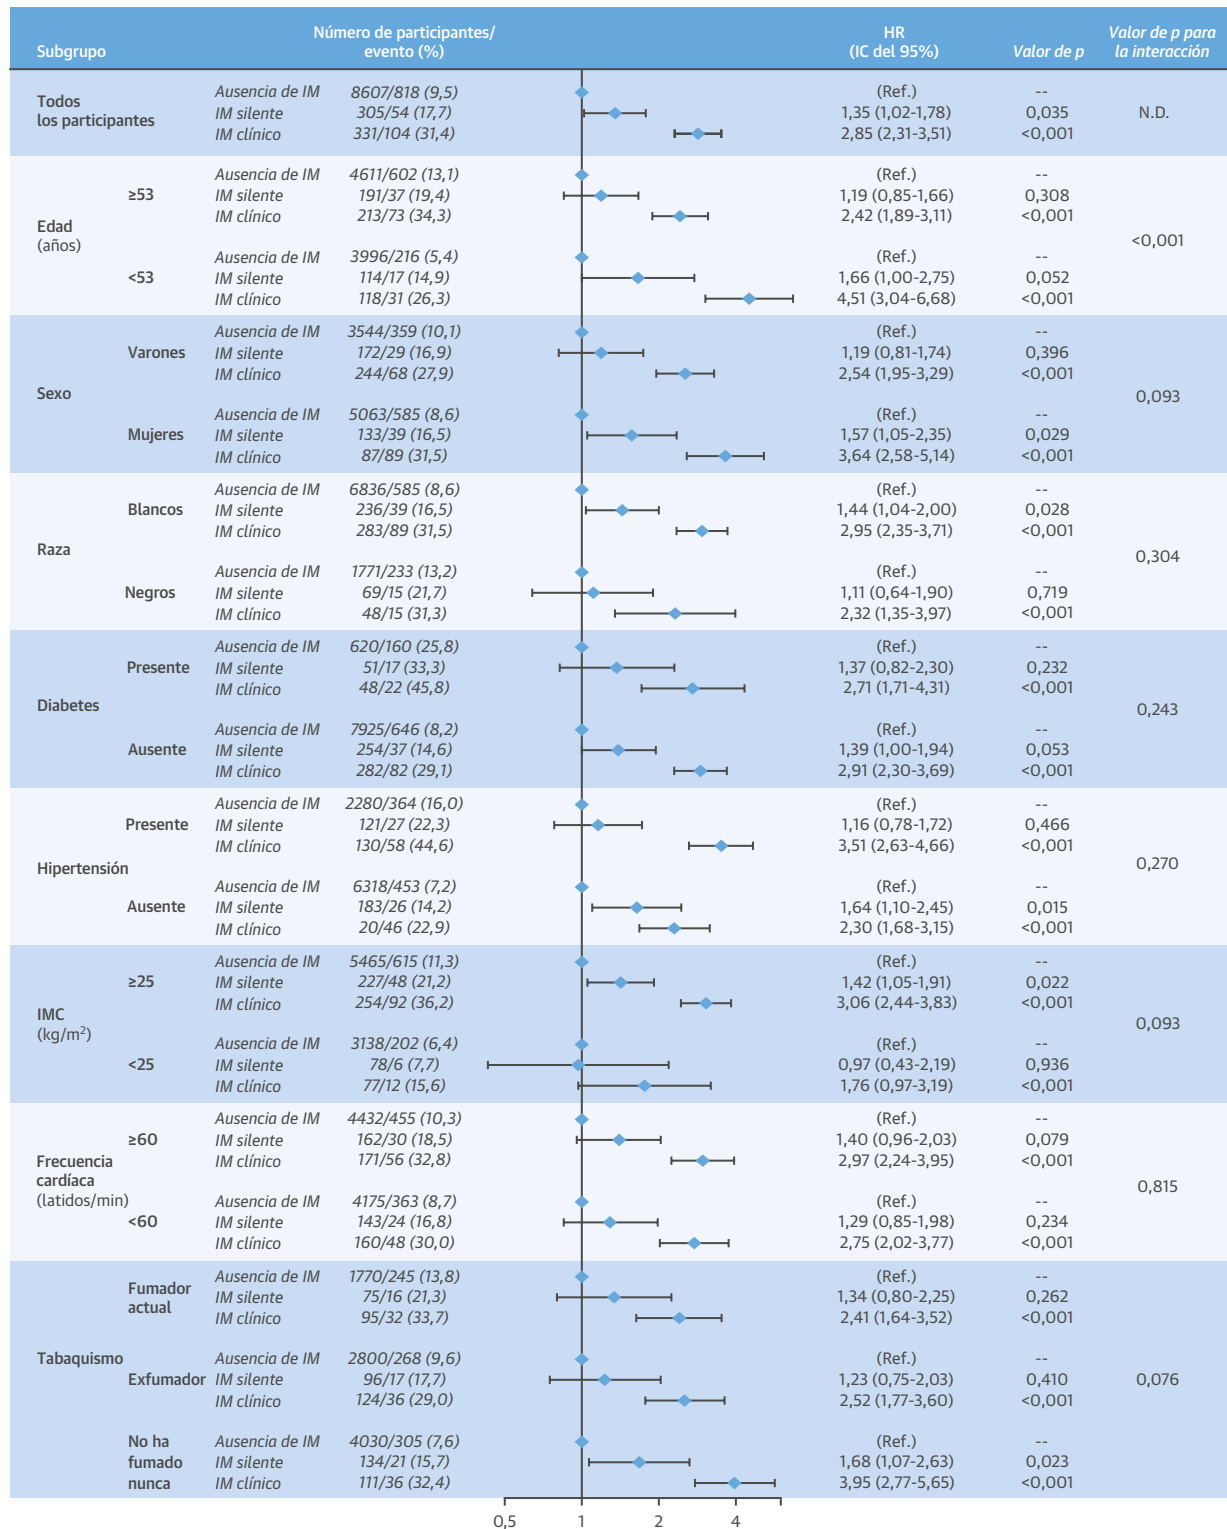 Subgrupo Número de participantes/ evento (%) HR (IC del 95%) Valor de p Valor de p para la interacción
Todos los participantes
Ausencia de IM 8607/818 (9,5) (Ref.) --
IM silente 305/54 (17,7) 1,35 (1,02-1,78) 0,035 N.D.
IM clínico 331/104 (31,4) 2,85 (2,31-3,51) <0,001
Edad (años) <0,001
≥53
Ausencia de IM 4611/602 (13,1) (Ref.) --
IM silente 191/37 (19,4) 1,19 (0,85-1,66) 0,308
IM clínico 213/73 (34,3) 2,42 (1,89-3,11) <0,001
<53
Ausencia de IM 3996/216 (5,4) (Ref.) --
IM silente 114/17 (14,9) 1,66 (1,00-2,75) 0,052
IM clínico 118/31 (26,3) 4,51 (3,04-6,68) <0,001
Sexo 0,093
Varones
Ausencia de IM 3544/359 (10,1) (Ref.) --
IM silente 172/29 (16,9) 1,19 (0,81-1,74) 0,396
IM clínico 244/68 (27,9) 2,54 (1,95-3,29) <0,001
Mujeres
Ausencia de IM 5063/585 (8,6) (Ref.) --
IM silente 133/39 (16,5) 1,57 (1,05-2,35) 0,029
IM clínico 87/89 (31,5) 3,64 (2,58-5,14) <0,001
Raza 0,304
Blancos
Ausencia de IM 6836/585 (8,6) (Ref.) --
IM silente 236/39 (16,5) 1,44 (1,04-2,00) 0,028
IM clínico 283/89 (31,5) 2,95 (2,35-3,71) <0,001
Negros
Ausencia de IM 1771/233 (13,2) (Ref.) --
IM silente 69/15 (21,7) 1,11 (0,64-1,90) 0,719
IM clínico 48/15 (31,3) 2,32 (1,35-3,97) <0,001
Diabetes 0,243
Presente
Ausencia de IM 620/160 (25,8) (Ref.) --
IM silente 51/17 (33,3) 1,37 (0,82-2,30) 0,232
IM clínico 48/22 (45,8) 2,71 (1,71-4,31) <0,001
Ausente
Ausencia de IM 7925/646 (8,2) (Ref.) --
IM silente 254/37 (14,6) 1,39 (1,00-1,94) 0,053
IM clínico 282/82 (29,1) 2,91 (2,30-3,69) <0,001
Hipertensión 0,270
Presente
Ausencia de IM 2280/364 (16,0) (Ref.) --
IM silente 121/27 (22,3) 1,16 (0,78-1,72) 0,466
IM clínico 130/58 (44,6) 3,51 (2,63-4,66) <0,001
Ausente
Ausencia de IM 6318/453 (7,2) (Ref.) --
IM silente 183/26 (14,2) 1,64 (1,10-2,45) 0,015
IM clínico 20/46 (22,9) 2,30 (1,68-3,15) <0,001
IMC (kg/m²) 0,093
≥25
Ausencia de IM 5465/615 (11,3) (Ref.) --
IM silente 227/48 (21,2) 1,42 (1,05-1,91) 0,022
IM clínico 254/92 (36,2) 3,06 (2,44-3,83) <0,001
<25
Ausencia de IM 3138/202 (6,4) (Ref.) --
IM silente 78/6 (7,7) 0,97 (0,43-2,19) 0,936
IM clínico 77/12 (15,6) 1,76 (0,97-3,19) <0,001
Frecuencia cardíaca (latidos/min) 0,815
≥60
Ausencia de IM 4432/455 (10,3) (Ref.) --
IM silente 162/30 (18,5) 1,40 (0,96-2,03) 0,079
IM clínico 171/56 (32,8) 2,97 (2,24-3,95) <0,001
<60
Ausencia de IM 4175/363 (8,7) (Ref.) --
IM silente 143/24 (16,8) 1,29 (0,85-1,98) 0,234
IM clínico 160/48 (30,0) 2,75 (2,02-3,77) <0,001
Tabaquismo 0,076
Fumador actual
Ausencia de IM 1770/245 (13,8) (Ref.) --
IM silente 75/16 (21,3) 1,34 (0,80-2,25) 0,262
IM clínico 95/32 (33,7) 2,41 (1,64-3,52) <0,001
Exfumador
Ausencia de IM 2800/268 (9,6) (Ref.) --
IM silente 96/17 (17,7) 1,23 (0,75-2,03) 0,410
IM clínico 124/36 (29,0) 2,52 (1,77-3,60) <0,001
No ha fumado nunca
Ausencia de IM 4030/305 (7,6) (Ref.) --
IM silente 134/21 (15,7) 1,68 (1,07-2,63) 0,023
IM clínico 111/36 (32,4) 3,95 (2,77-5,65) <0,001
0,5 1 2 4